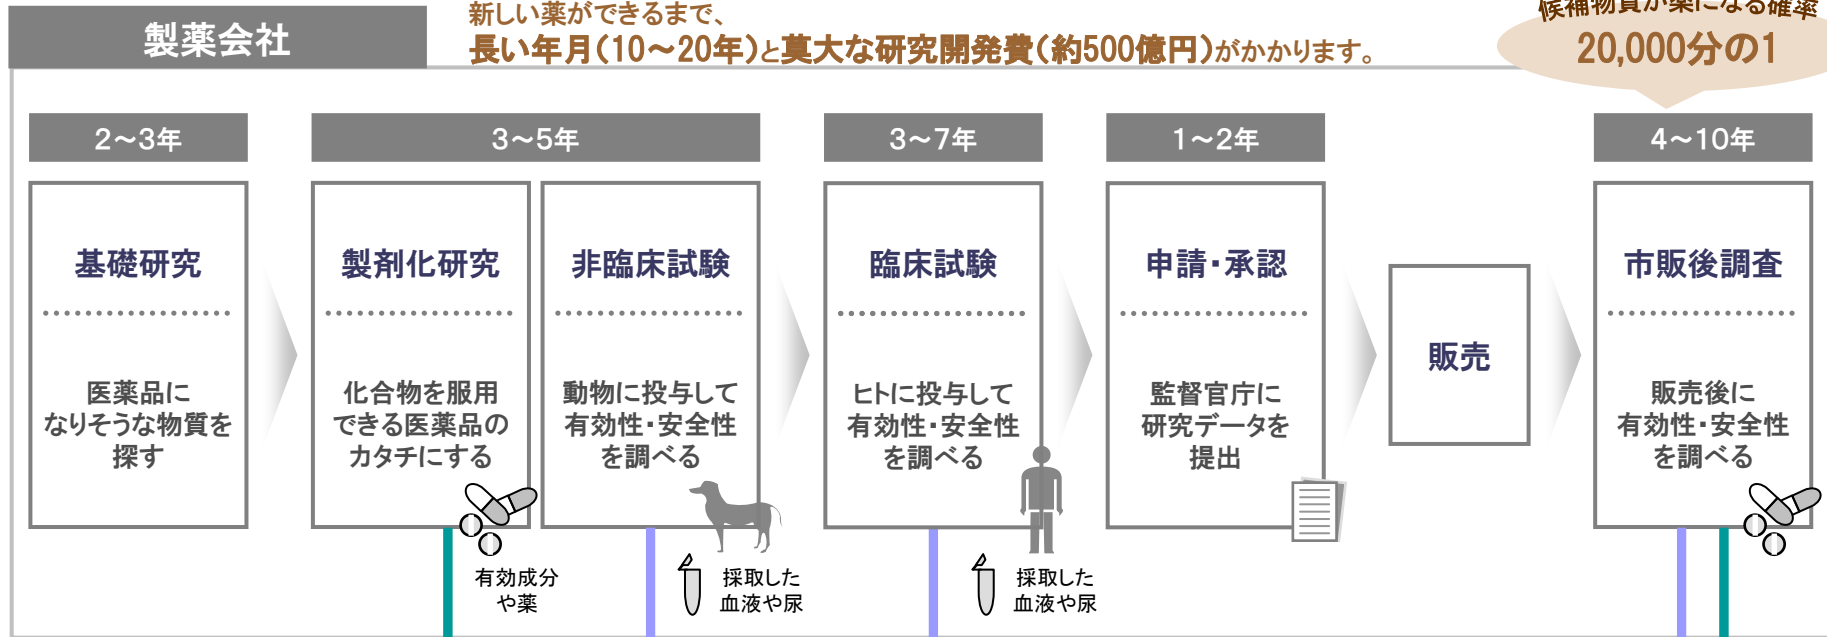 製薬会社
新しい薬ができるまで、
長い年月(10～20年)と莫大な研究開発費(約500億円)がかかります。
候補物質が薬になる確率
20,000分の1
2～3年
3～5年
3～7年
1～2年
4～10年
基礎研究
医薬品に
なりそうな物質を
探す
製剤化研究
化合物を服用
できる医薬品の
カタチにする
非臨床試験
動物に投与して
有効性・安全性
を調べる
臨床試験
ヒトに投与して
有効性・安全性
を調べる
申請・承認
監督官庁に
研究データを
提出
販売
市販後調査
販売後に
有効性・安全性
を調べる
有効成分
や薬
採取した
血液や尿
採取した
血液や尿